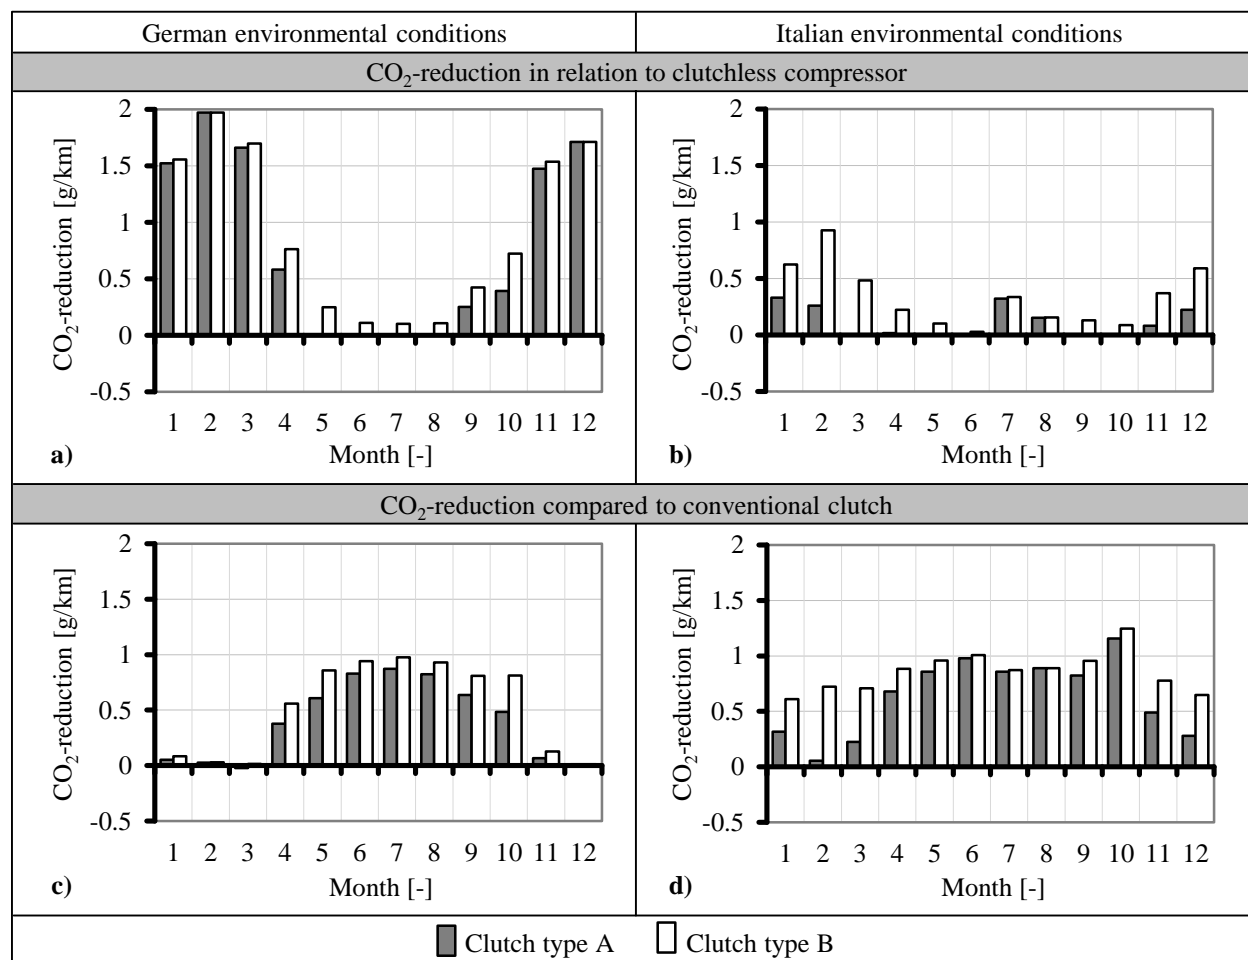 German environmental conditions
Italian environmental conditions
CO₂-reduction in relation to clutchless compressor
CO₂-reduction [g/km]
2
1.5
1
0.5
0
-0.5
1 2 3 4 5 6 7 8 9 10 11 12
a)
Month [-]
CO₂-reduction [g/km]
2
1.5
1
0.5
0
-0.5
1 2 3 4 5 6 7 8 9 10 11 12
b)
Month [-]
CO₂-reduction compared to conventional clutch
CO₂-reduction [g/km]
2
1.5
1
0.5
0
-0.5
1 2 3 4 5 6 7 8 9 10 11 12
c)
Month [-]
CO₂-reduction [g/km]
2
1.5
1
0.5
0
-0.5
1 2 3 4 5 6 7 8 9 10 11 12
d)
Month [-]
Clutch type A
Clutch type B